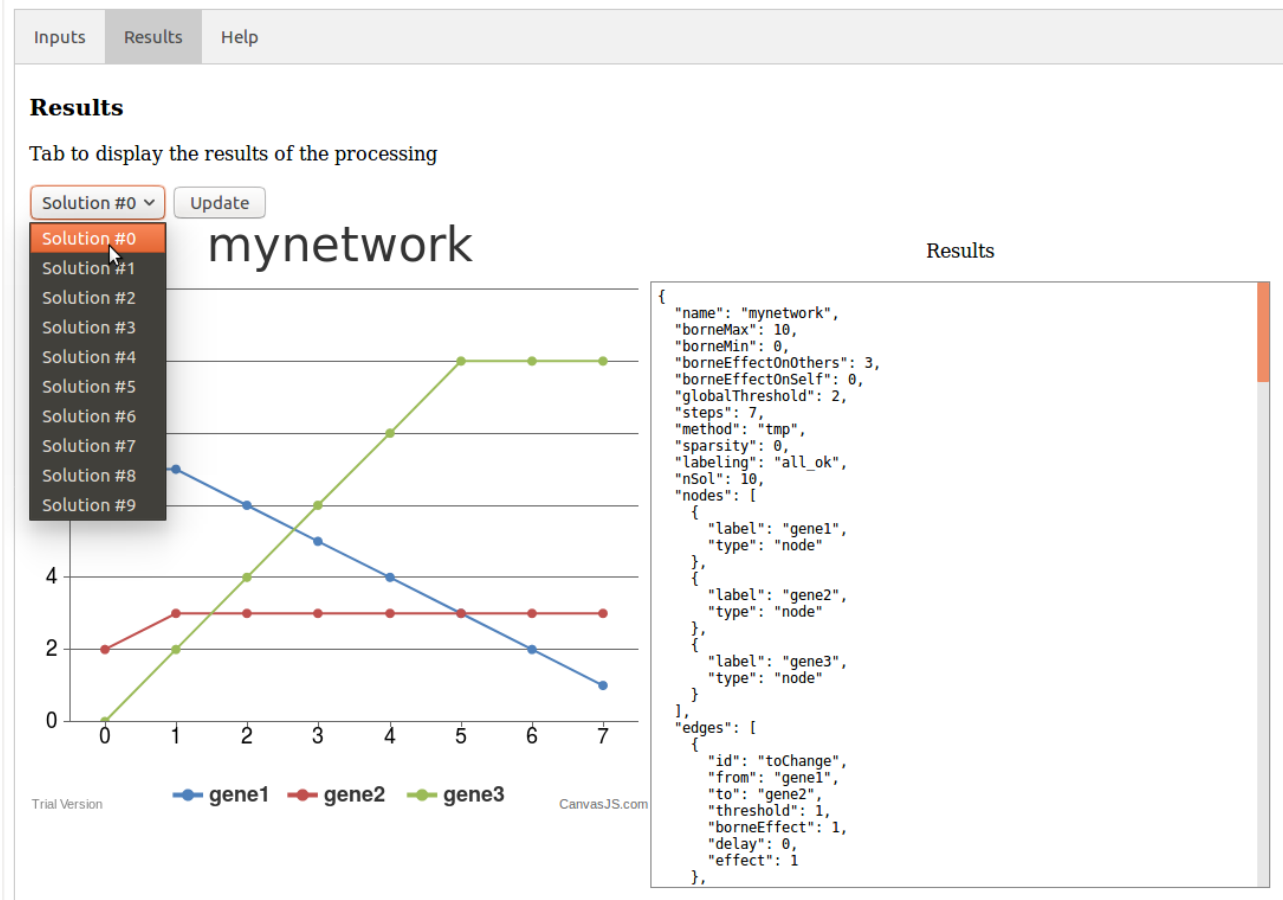 Inputs Results Help
Results
Tab to display the results of the processing
Solution #0 Update
Solution #0
Solution #1
Solution #2
Solution #3
Solution #4
Solution #5
Solution #6
Solution #7
Solution #8
Solution #9
mynetwork
4
2
0
0 1 2 3 4 5 6 7
gene1 gene2 gene3
Trial Version CanvasJS.com
Results
{
  "name": "mynetwork",
  "borneMax": 10,
  "borneMin": 0,
  "borneEffectOnOthers": 3,
  "borneEffectOnSelf": 0,
  "globalThreshold": 2,
  "steps": 7,
  "method": "tmp",
  "sparsity": 0,
  "labeling": "all_ok",
  "nSol": 10,
  "nodes": [
    {
      "label": "gene1",
      "type": "node"
    },
    {
      "label": "gene2",
      "type": "node"
    },
    {
      "label": "gene3",
      "type": "node"
    }
  ],
  "edges": [
    {
      "id": "toChange",
      "from": "gene1",
      "to": "gene2",
      "threshold": 1,
      "borneEffect": 1,
      "delay": 0,
      "effect": 1
    },